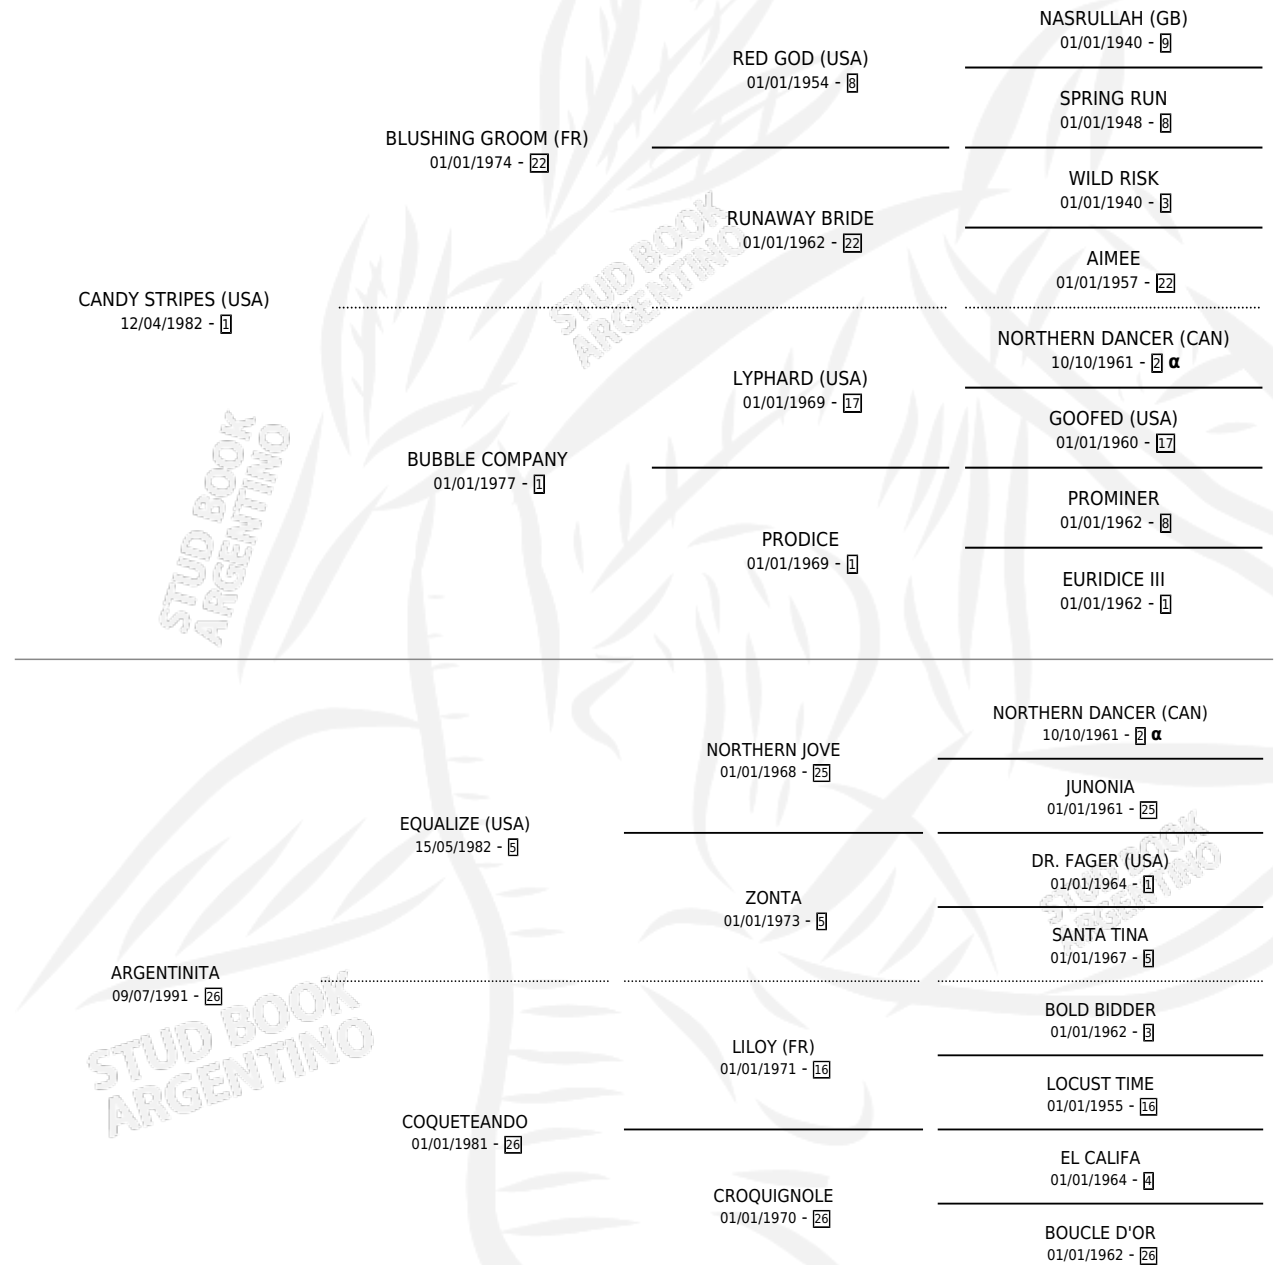 NASRULLAH (GB)
01/01/1940 - 9
RED GOD (USA)
01/01/1954 - 8
SPRING RUN
01/01/1948 - 8
BLUSHING GROOM (FR)
01/01/1974 - 22
WILD RISK
01/01/1940 - 3
RUNAWAY BRIDE
01/01/1962 - 22
AIMEE
01/01/1957 - 22
CANDY STRIPES (USA)
12/04/1982 - 1
NORTHERN DANCER (CAN)
10/10/1961 - 2 α
LYPHARD (USA)
01/01/1969 - 17
GOOFED (USA)
01/01/1960 - 17
BUBBLE COMPANY
01/01/1977 - 1
PROMINER
01/01/1962 - 8
PRODICE
01/01/1969 - 1
EURIDICE III
01/01/1962 - 1
NORTHERN DANCER (CAN)
10/10/1961 - 2 α
NORTHERN JOVE
01/01/1968 - 25
JUNONIA
01/01/1961 - 25
EQUALIZE (USA)
15/05/1982 - 5
DR. FAGER (USA)
01/01/1964 - 1
ZONTA
01/01/1973 - 5
SANTA TINA
01/01/1967 - 5
ARGENTINITA
09/07/1991 - 26
BOLD BIDDER
01/01/1962 - 3
LILOY (FR)
01/01/1971 - 16
LOCUST TIME
01/01/1955 - 16
COQUETEANDO
01/01/1981 - 26
EL CALIFA
01/01/1964 - 4
CROQUIGNOLE
01/01/1970 - 26
BOUCLE D'OR
01/01/1962 - 26
STUD BOOK
ARGENTINO
STUD BOOK
ARGENTINO
STUD BOOK
ARGENTINO
STUD BOOK
ARGENTINO